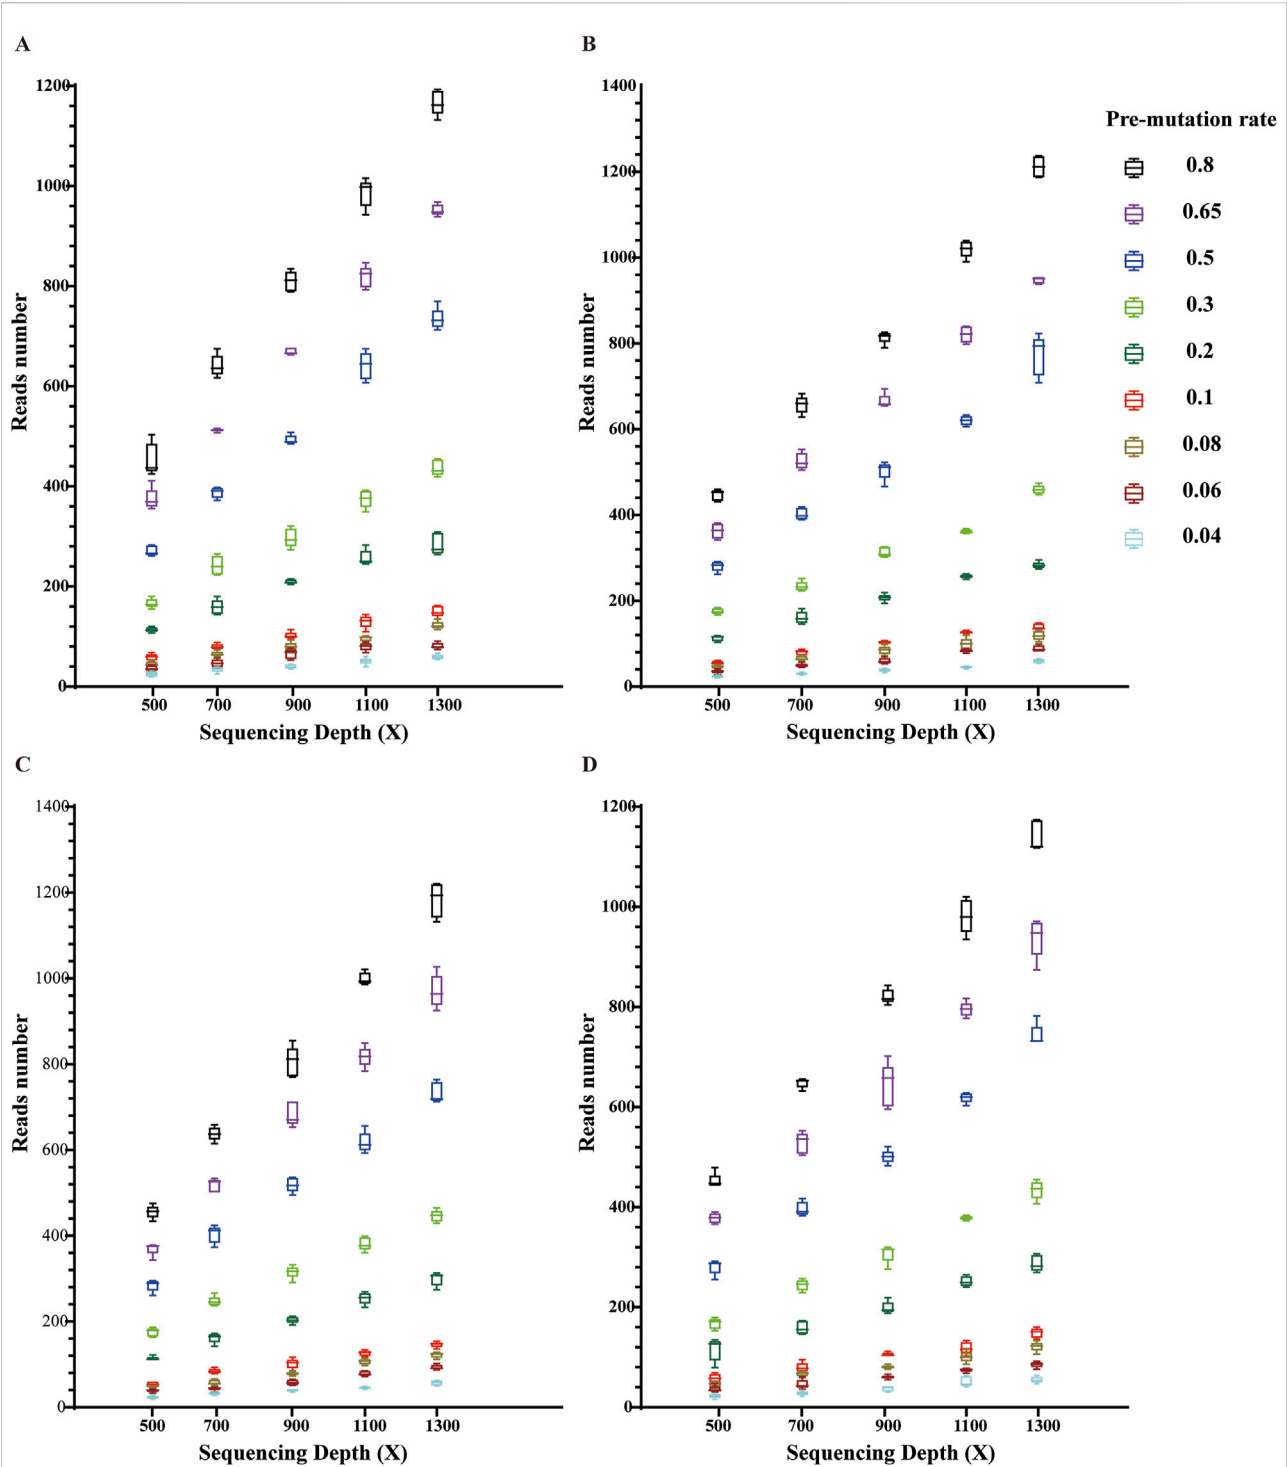 A
1200
1000
800
600
400
200
0
Reads number
500 700 900 1100 1300
Sequencing Depth (X)
B
1400
1200
1000
800
600
400
200
0
Reads number
500 700 900 1100 1300
Sequencing Depth (X)
Pre-mutation rate
0.8
0.65
0.5
0.3
0.2
0.1
0.08
0.06
0.04
C
1400
1200
1000
800
600
400
200
0
Reads number
500 700 900 1100 1300
Sequencing Depth (X)
D
1200
1000
800
600
400
200
0
Reads number
500 700 900 1100 1300
Sequencing Depth (X)